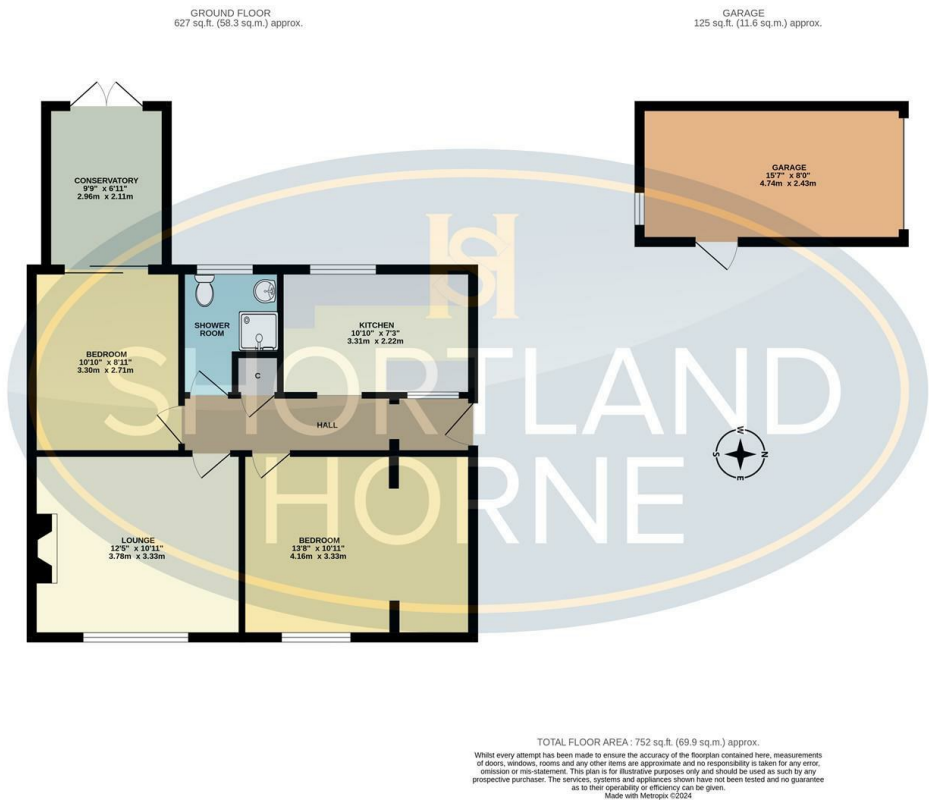 GROUND FLOOR
627 sq.ft. (58.3 sq.m.) approx.
GARAGE
125 sq.ft. (11.6 sq.m.) approx.
CONSERVATORY
9'9" x 6'11"
2.96m x 2.11m
GARAGE
15'7" x 8'0"
4.74m x 2.43m
SHOWER
ROOM
KITCHEN
10'10" x 7'3"
3.31m x 2.22m
BEDROOM
10'10" x 8'11"
3.30m x 2.71m
C
HALL
SHORTLAND
HORNE
W
S
N
E
LOUNGE
12'5" x 10'11"
3.78m x 3.33m
BEDROOM
13'8" x 10'11"
4.16m x 3.33m
TOTAL FLOOR AREA : 752 sq.ft. (69.9 sq.m.) approx.
Whilst every attempt has been made to ensure the accuracy of the floorplan contained here, measurements
of doors, windows, rooms and any other items are approximate and no responsibility is taken for any error,
omission or mis-statement. This plan is for illustrative purposes only and should be used as such by any
prospective purchaser. The services, systems and appliances shown have not been tested and no guarantee
as to their operability or efficiency can be given.
Made with Metropix ©2024